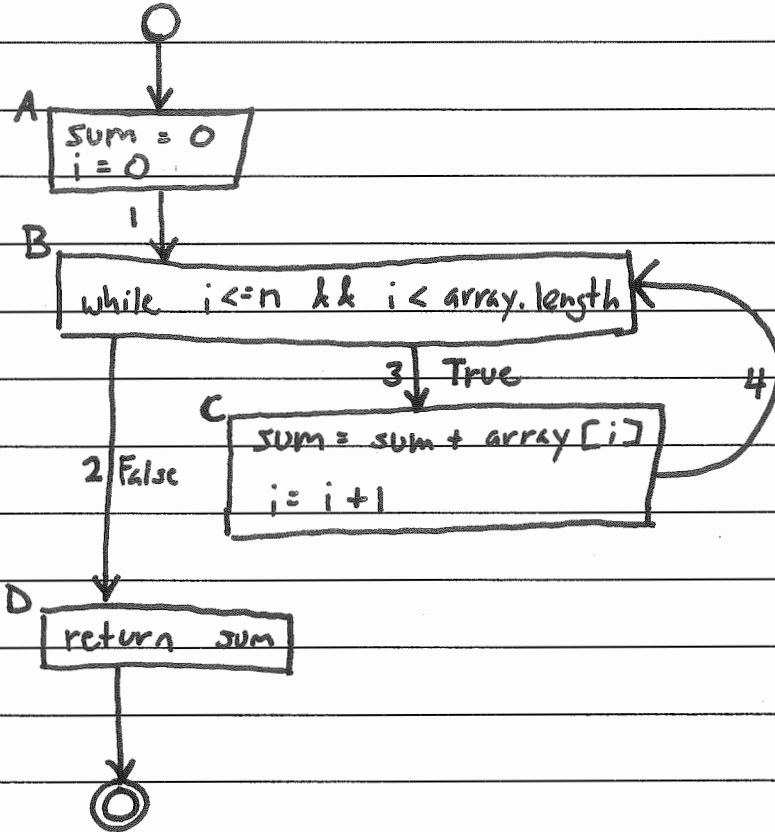 A
sum = 0
i = 0
1
B
while i <= n && i < array.length
3 True
4
C
sum = sum + array[i]
i = i + 1
2 False
D
return sum